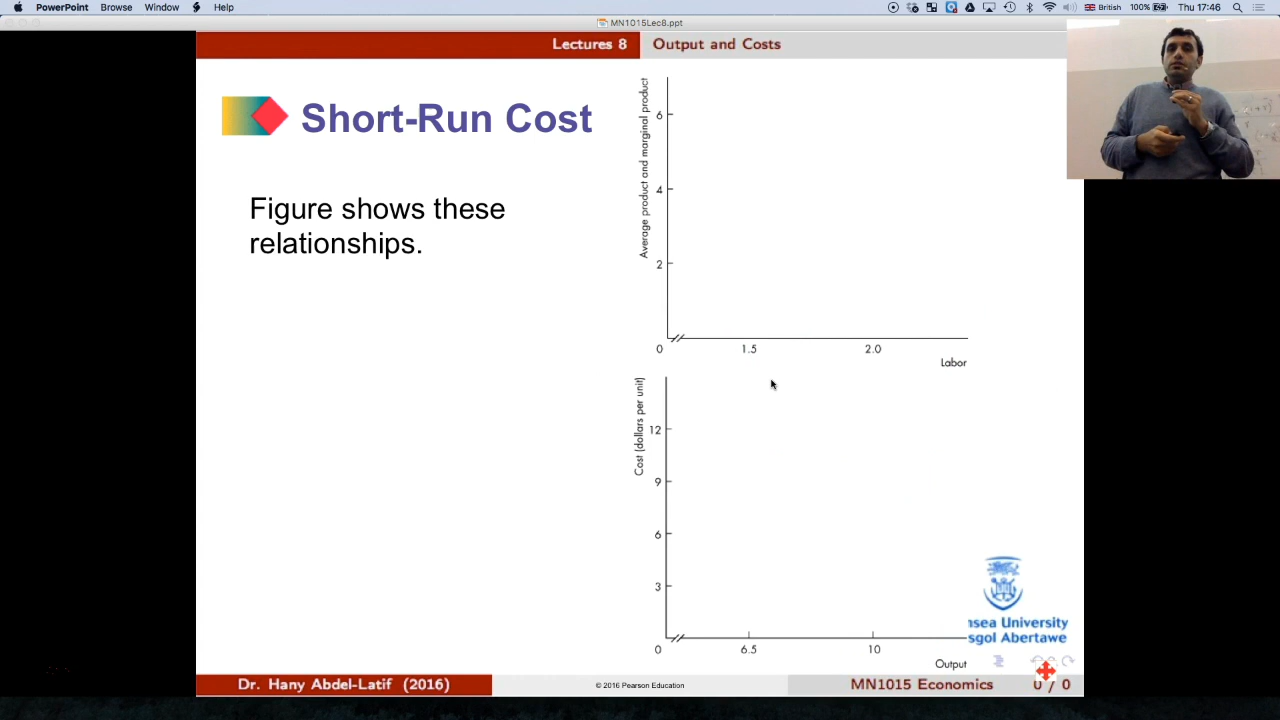 PowerPoint Browse Window Help
British 100% Thu 17:46
MN1015Lec8.ppt
Lectures 8 Output and Costs
Short-Run Cost
Figure shows these
relationships.
Average product and marginal product
6
4
2
0 1.5 2.0
Labor
Cost (dollars per unit)
12
9
6
3
0 6.5 10
Output
nsea University
sgol Abertawe
Dr. Hany Abdel-Latif (2016) © 2016 Pearson Education MN1015 Economics 0 / 0